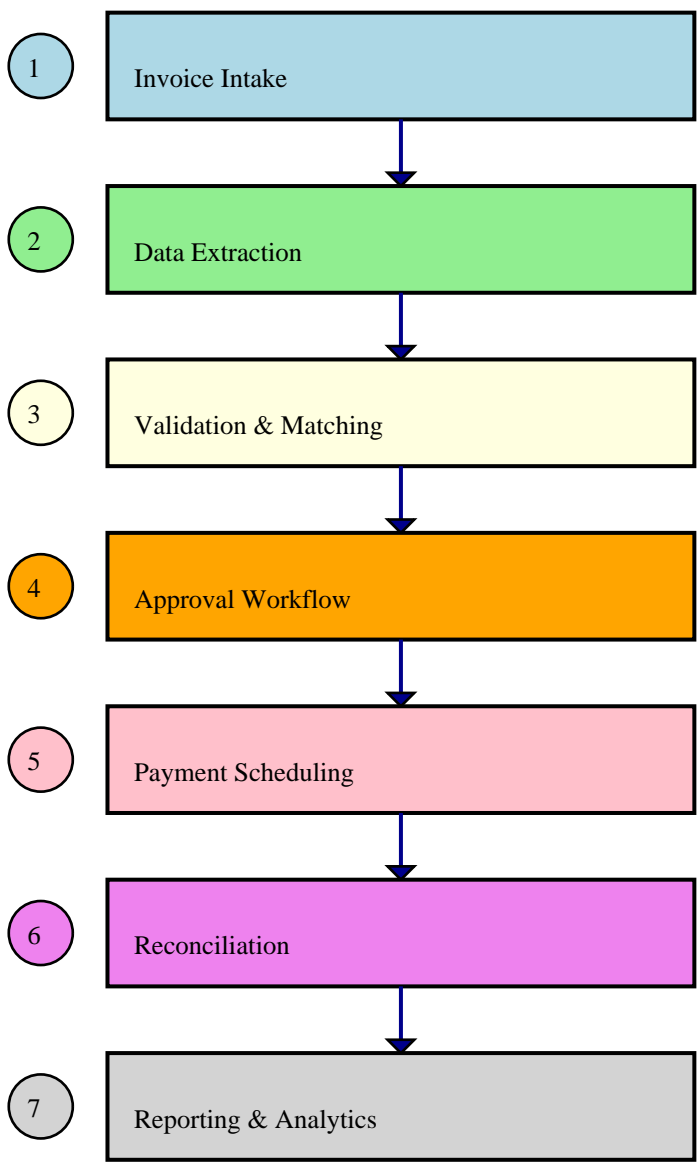 1
Invoice Intake
2
Data Extraction
3
Validation & Matching
4
Approval Workflow
5
Payment Scheduling
6
Reconciliation
7
Reporting & Analytics